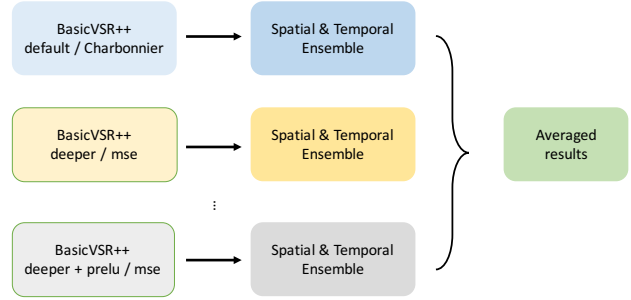 BasicVSR++
default / Charbonnier
Spatial & Temporal
Ensemble
BasicVSR++
deeper / mse
Spatial & Temporal
Ensemble
Averaged
results
...
BasicVSR++
deeper + prelu / mse
Spatial & Temporal
Ensemble